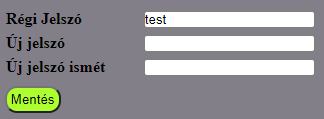 Régi Jelszó test
Új jelszó
Új jelszó ismét
Mentés